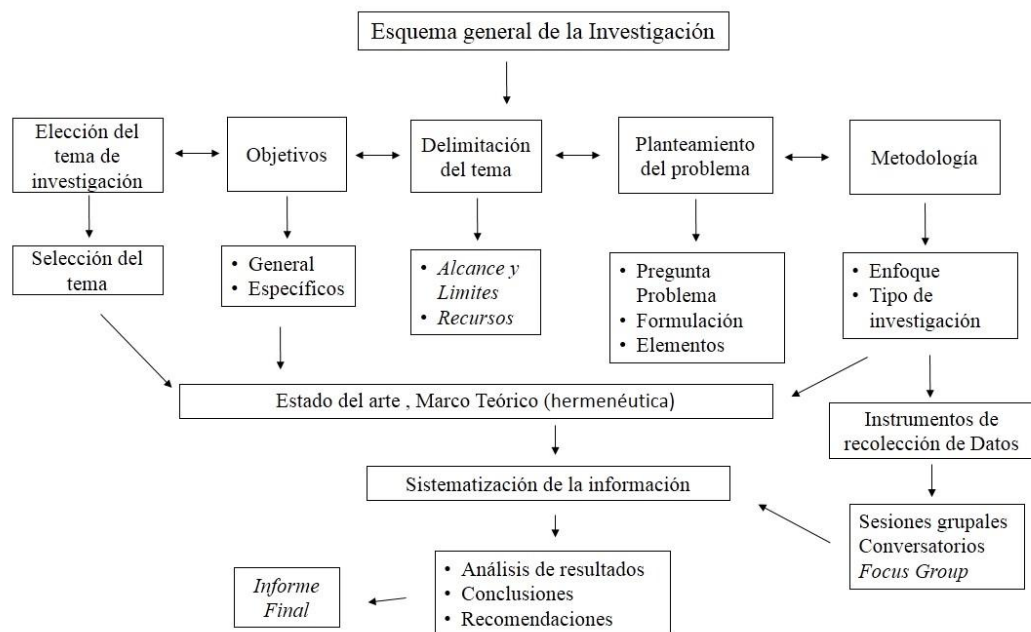 Esquema general de la Investigación
Elección del
tema de
investigación
Objetivos
Delimitación
del tema
Planteamiento
del problema
Metodología
Selección del
tema
• General
• Específicos
• Alcance y
Limites
• Recursos
• Pregunta
Problema
• Formulación
• Elementos
• Enfoque
• Tipo de
investigación
Estado del arte , Marco Teórico (hermenéutica)
Instrumentos de
recolección de Datos
Sistematización de la información
Sesiones grupales
Conversatorios
Focus Group
• Análisis de resultados
• Conclusiones
• Recomendaciones
Informe
Final